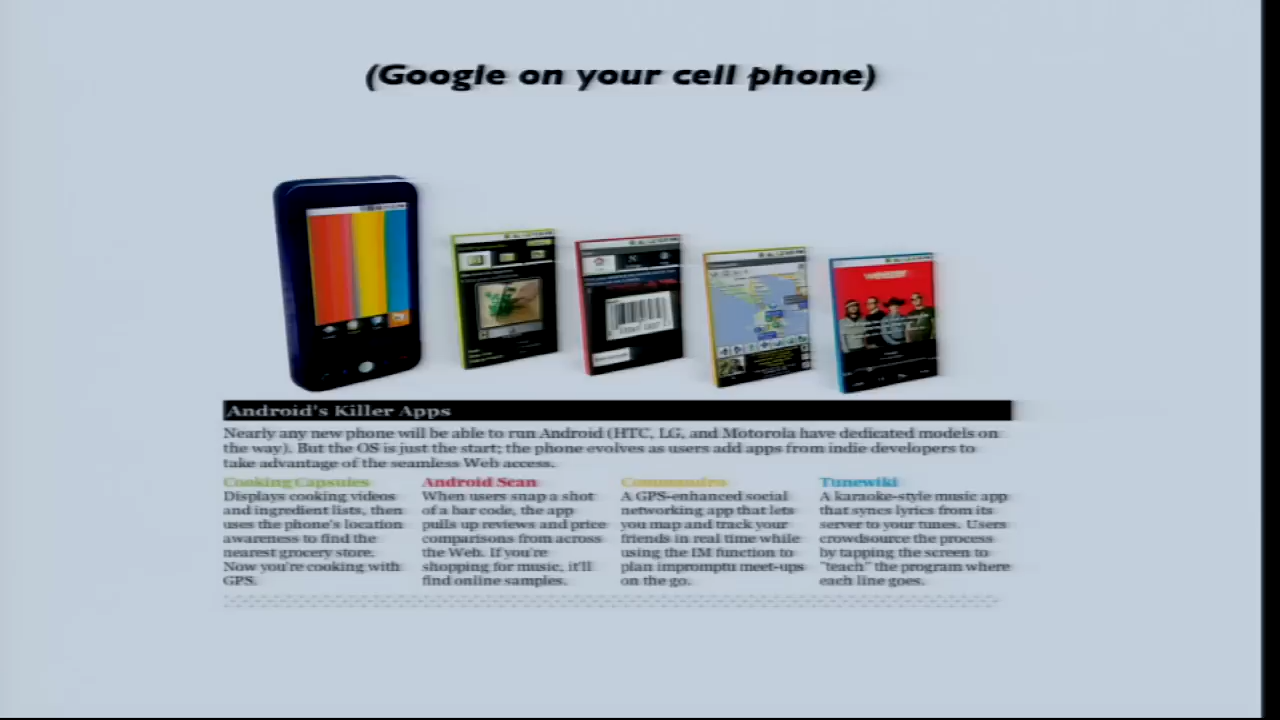 (Google on your cell phone)
Android's Killer Apps
Nearly any new phone will be able to run Android (HTC, LG, and Motorola have dedicated models on
the way). But the OS is just the start; the phone evolves as users add apps from indie developers to
take advantage of the seamless Web access.
Cooking Capsules
Displays cooking videos
and ingredient lists, then
uses the phone's location
awareness to find the
nearest grocery store.
Now you're cooking with
GPS.
Android Scan
When users snap a shot
of a bar code, the app
pulls up reviews and price
comparisons from across
the Web. If you're
shopping for music, it'll
find online samples.
Commandro
A GPS-enhanced social
networking app that lets
you map and track your
friends in real time while
using the IM function to
plan impromptu meet-ups
on the go.
Tunewiki
A karaoke-style music app
that syncs lyrics from its
server to your tunes. Users
crowdsource the process
by tapping the screen to
"teach" the program where
each line goes.
weezer